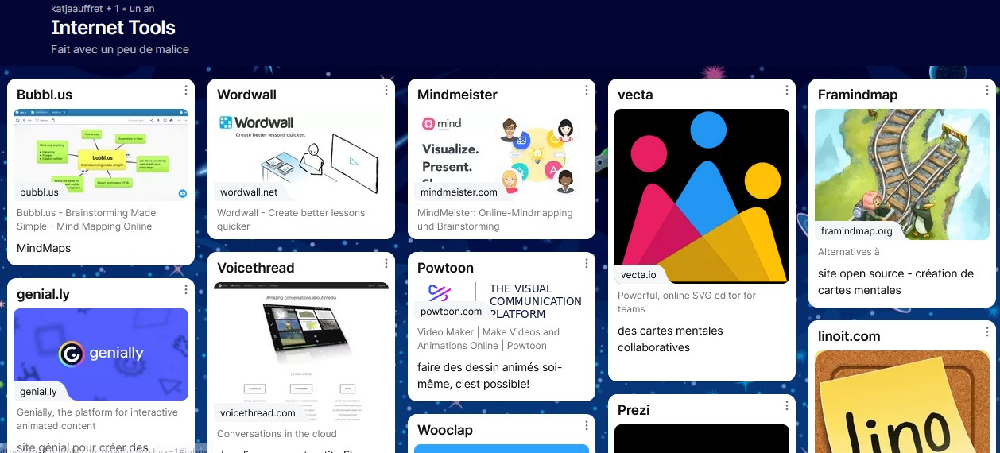 katjaauffret + 1 • un an
Internet Tools
Fait avec un peu de malice
Bubbl.us
bubbl.us
brainstorming made simple
bubbl.us
Bubbl.us - Brainstorming Made
Simple - Mind Mapping Online
MindMaps
genial.ly
genially
genial.ly
Genially, the platform for interactive
animated content
site génial pour créer des
Wordwall
Wordwall
Create better lessons quicker.
wordwall.net
Wordwall - Create better lessons
quicker
Voicethread
Amazing conversations about media
LEARN MORE
voicethread.com
Conversations in the cloud
Mindmeister
mind
Visualize.
Present.
mindmeister.com
MindMeister: Online-Mindmapping
und Brainstorming
Powtoon
THE VISUAL
COMMUNICATION
PLATFORM
powtoon.com
Video Maker | Make Videos and
Animations Online | Powtoon
faire des dessin animés soi-
même, c'est possible!
Wooclap
vecta
vecta.io
Powerful, online SVG editor for
teams
des cartes mentales
collaboratives
Prezi
Framindmap
framindmap.org
Alternatives à
site open source - création de
cartes mentales
linoit.com
lino